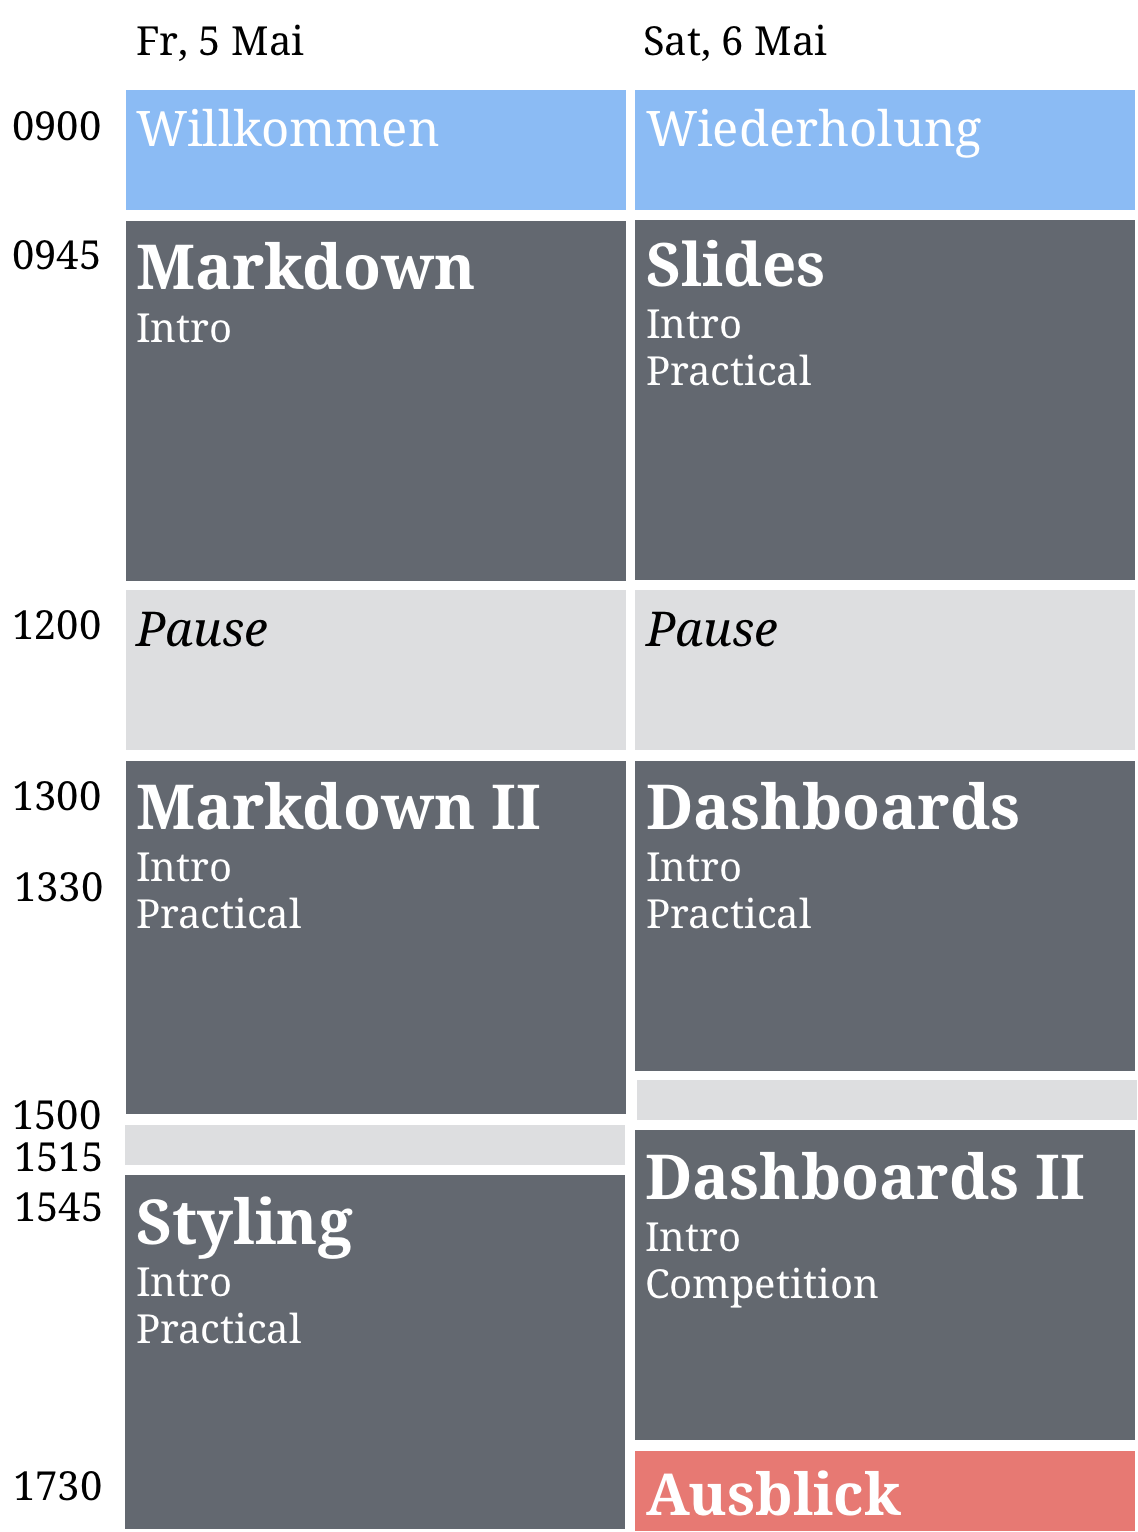 Fr, 5 Mai
Sat, 6 Mai
0900
Willkommen
Wiederholung
0945
Markdown
Intro
Slides
Intro
Practical
1200
Pause
Pause
1300
Markdown II
Intro
Practical
Dashboards
Intro
Practical
1330
1500
1515
1545
Styling
Intro
Practical
Dashboards II
Intro
Competition
1730
Ausblick